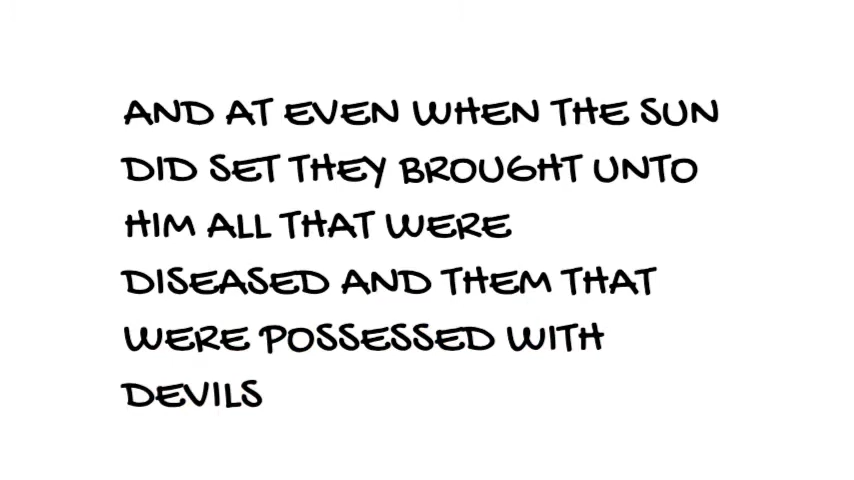 AND AT EVEN WHEN THE SUN
DID SET THEY BROUGHT UNTO
HIM ALL THAT WERE
DISEASED AND THEM THAT
WERE POSSESSED WITH
DEVILS